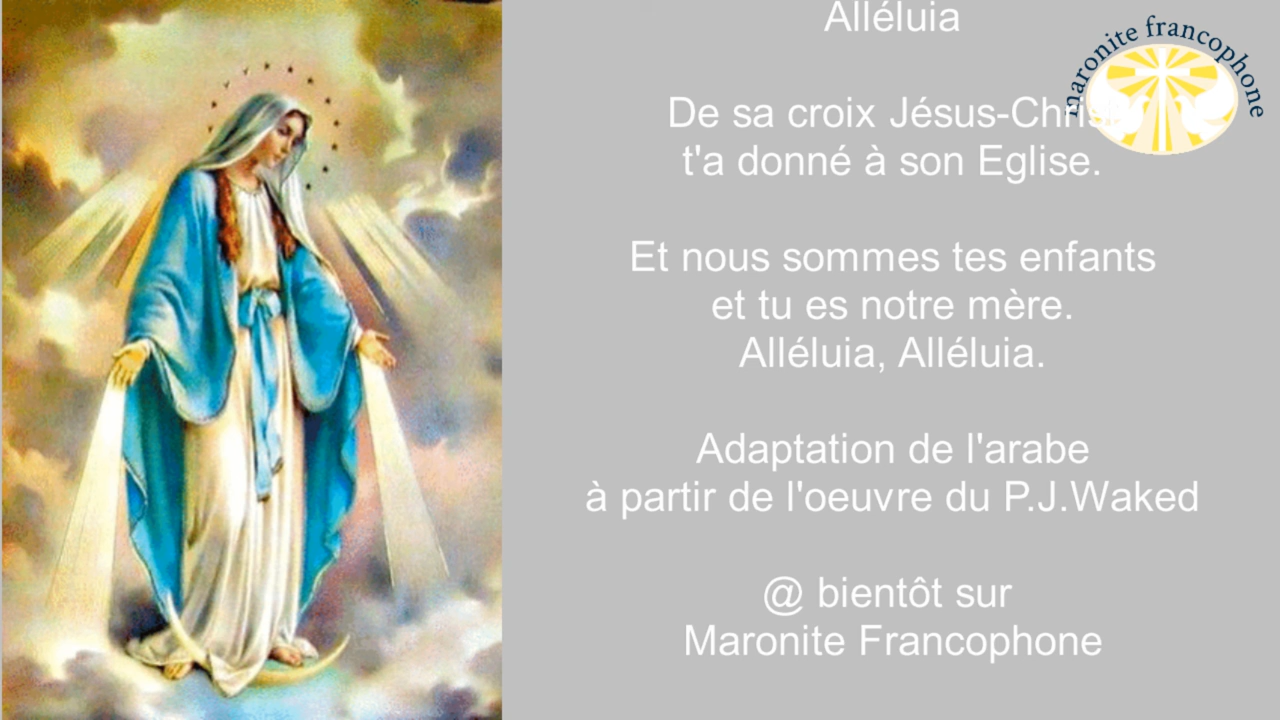 Alléluia
maronite francophone
De sa croix Jésus-Christ
t'a donné à son Eglise.
Et nous sommes tes enfants
et tu es notre mère.
Alléluia, Alléluia.
Adaptation de l'arabe
à partir de l'oeuvre du P.J.Waked
@ bientôt sur
Maronite Francophone